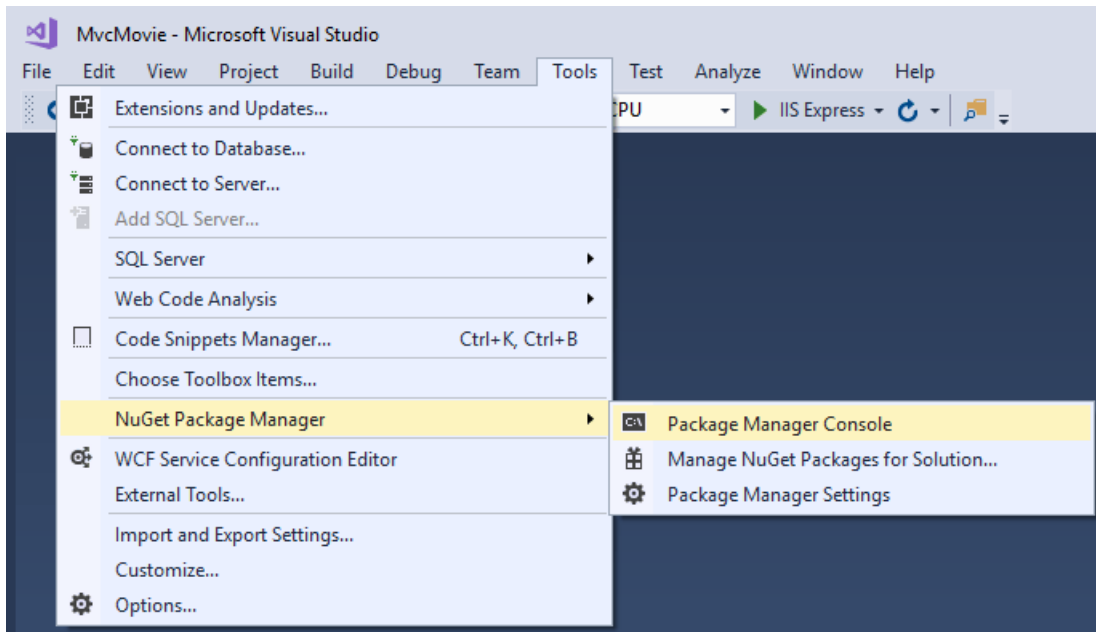 MvcMovie - Microsoft Visual Studio
File Edit View Project Build Debug Team Tools Test Analyze Window Help
IIS Express
Extensions and Updates...
Connect to Database...
Connect to Server...
Add SQL Server...
SQL Server
Web Code Analysis
Code Snippets Manager... Ctrl+K, Ctrl+B
Choose Toolbox Items...
NuGet Package Manager
Package Manager Console
Manage NuGet Packages for Solution...
Package Manager Settings
WCF Service Configuration Editor
External Tools...
Import and Export Settings...
Customize...
Options...